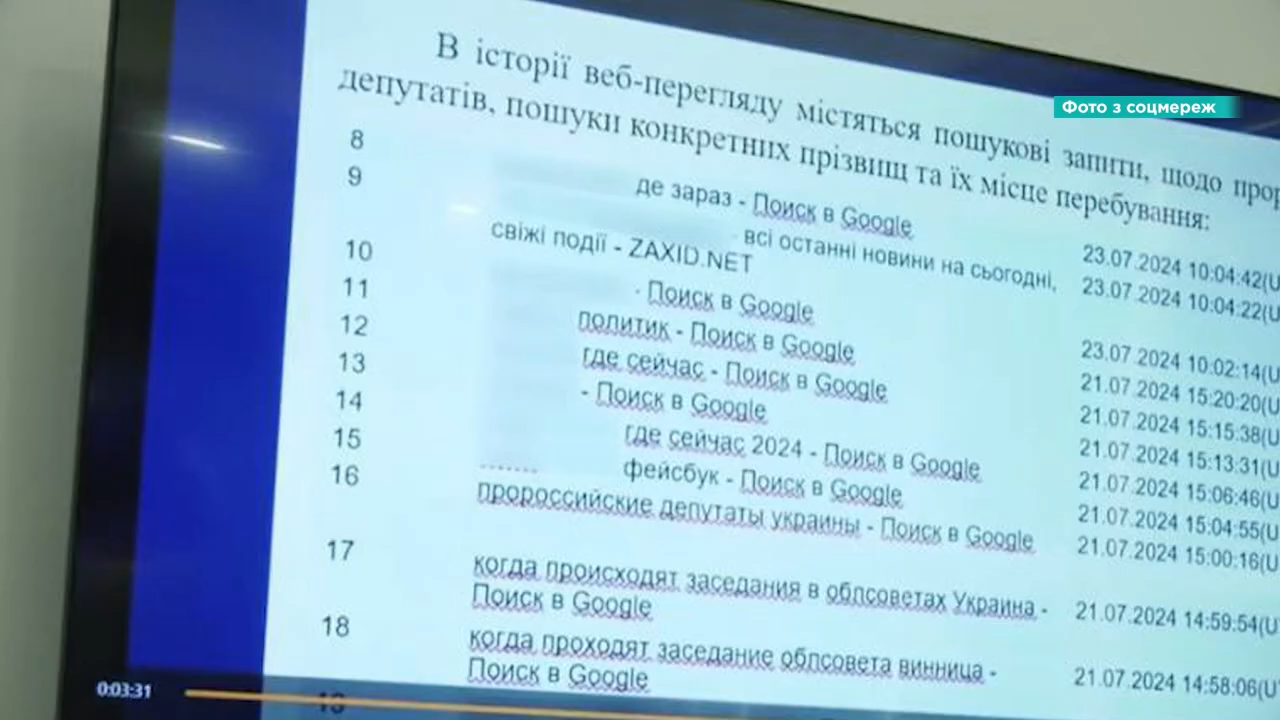 Фото з соцмереж
В історії веб-перегляду містяться пошукові запити, щодо
депутатів, пошуки конкретних прізвищ та їх місце перебування:
8 де зараз - Поиск в Google 23.07.2024 10:04:42(U
9 всі останні новини на сьогодні, 23.07.2024 10:04:22(U
свіжі події - ZAXID.NET
10 - Поиск в Google 23.07.2024 10:02:14(U
11 политик - Поиск в Google 21.07.2024 15:20:20(U
12 где сейчас - Поиск в Google 21.07.2024 15:15:38(U
13 - Поиск в Google 21.07.2024 15:13:31(U
14 где сейчас 2024 - Поиск в Google 21.07.2024 15:06:46(U
15 фейсбук - Поиск в Google 21.07.2024 15:04:55(U
16 пророссийские депутаты украины - Поиск в Google 21.07.2024 15:00:16(U
17 когда происходят заседания в облсоветах Украина -
Поиск в Google 21.07.2024 14:59:54(U
18 когда проходят заседание облсовета винница -
Поиск в Google 21.07.2024 14:58:06(U
19
0:03:31